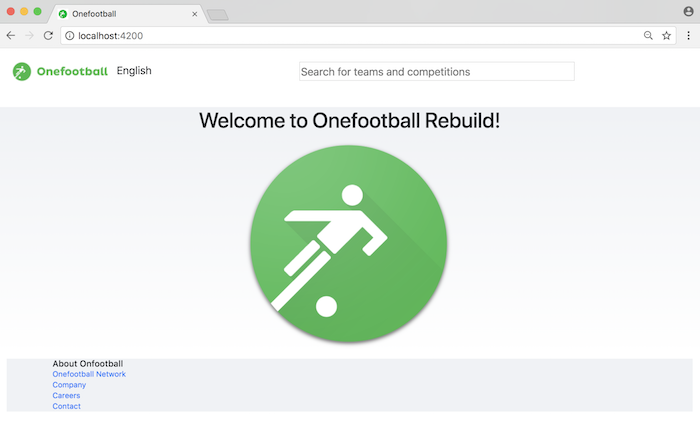 Onefootball
localhost:4200
Onefootball English
Search for teams and competitions
Welcome to Onefootball Rebuild!
About Onfootball
Onefootball Network
Company
Careers
Contact